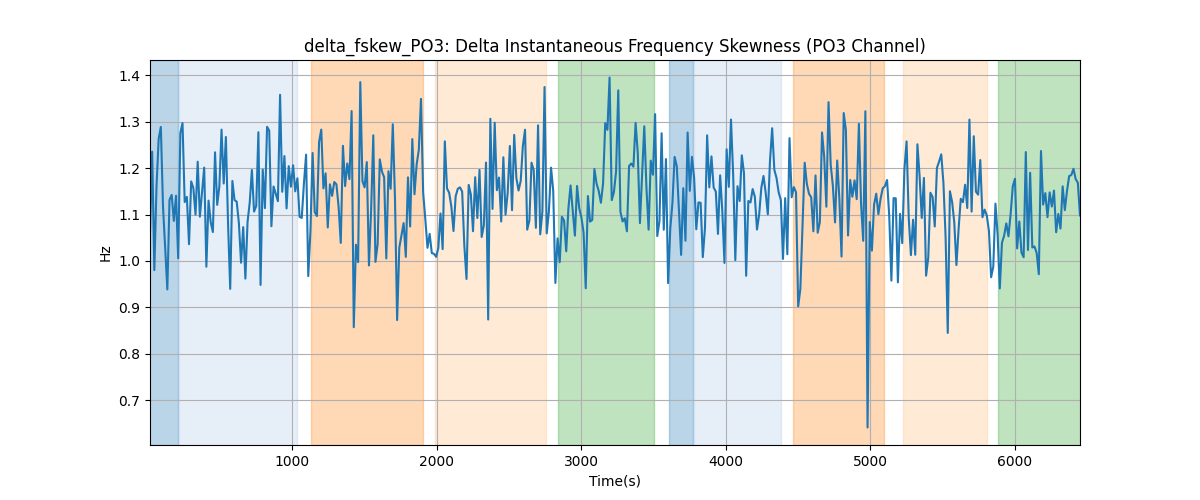 delta_fskew_PO3: Delta Instantaneous Frequency Skewness (PO3 Channel)
1.4
1.3
1.2
1.1
1.0
0.9
0.8
0.7
Hz
1000 2000 3000 4000 5000 6000
Time(s)